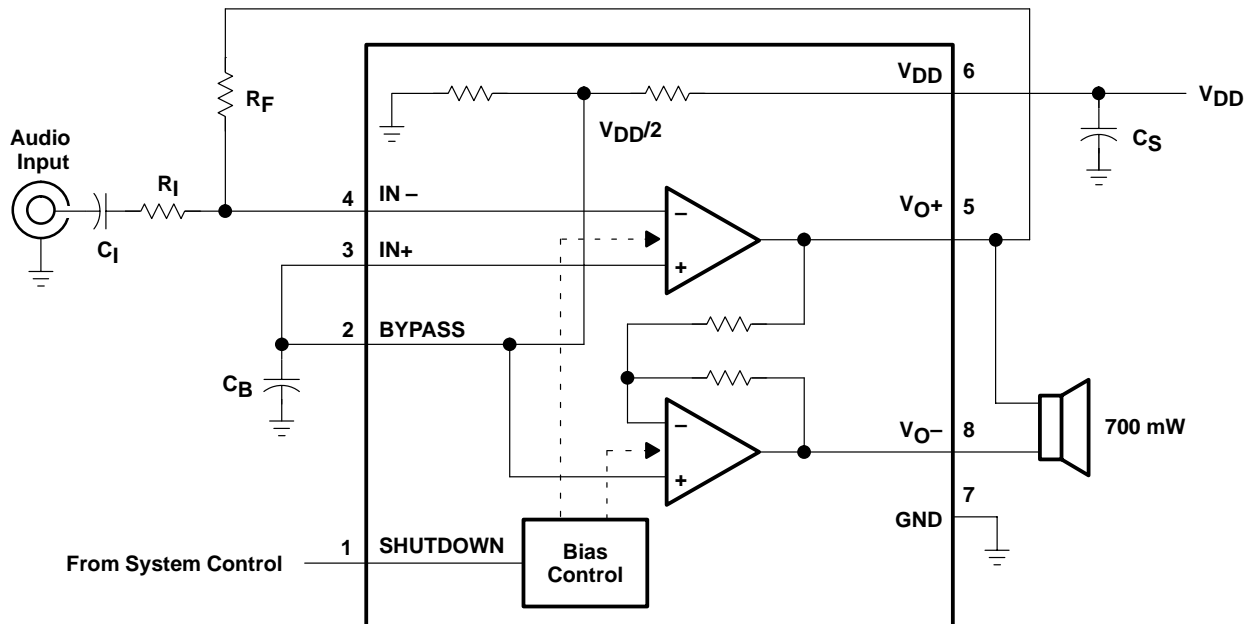 VDD 6
VDD
RF
VDD/2
CS
Audio
Input
RI
CI
4 IN –
–
VO+ 5
3 IN+
+
2 BYPASS
CB
–
VO– 8
700 mW
+
7
GND
1 SHUTDOWN
From System Control
Bias
Control